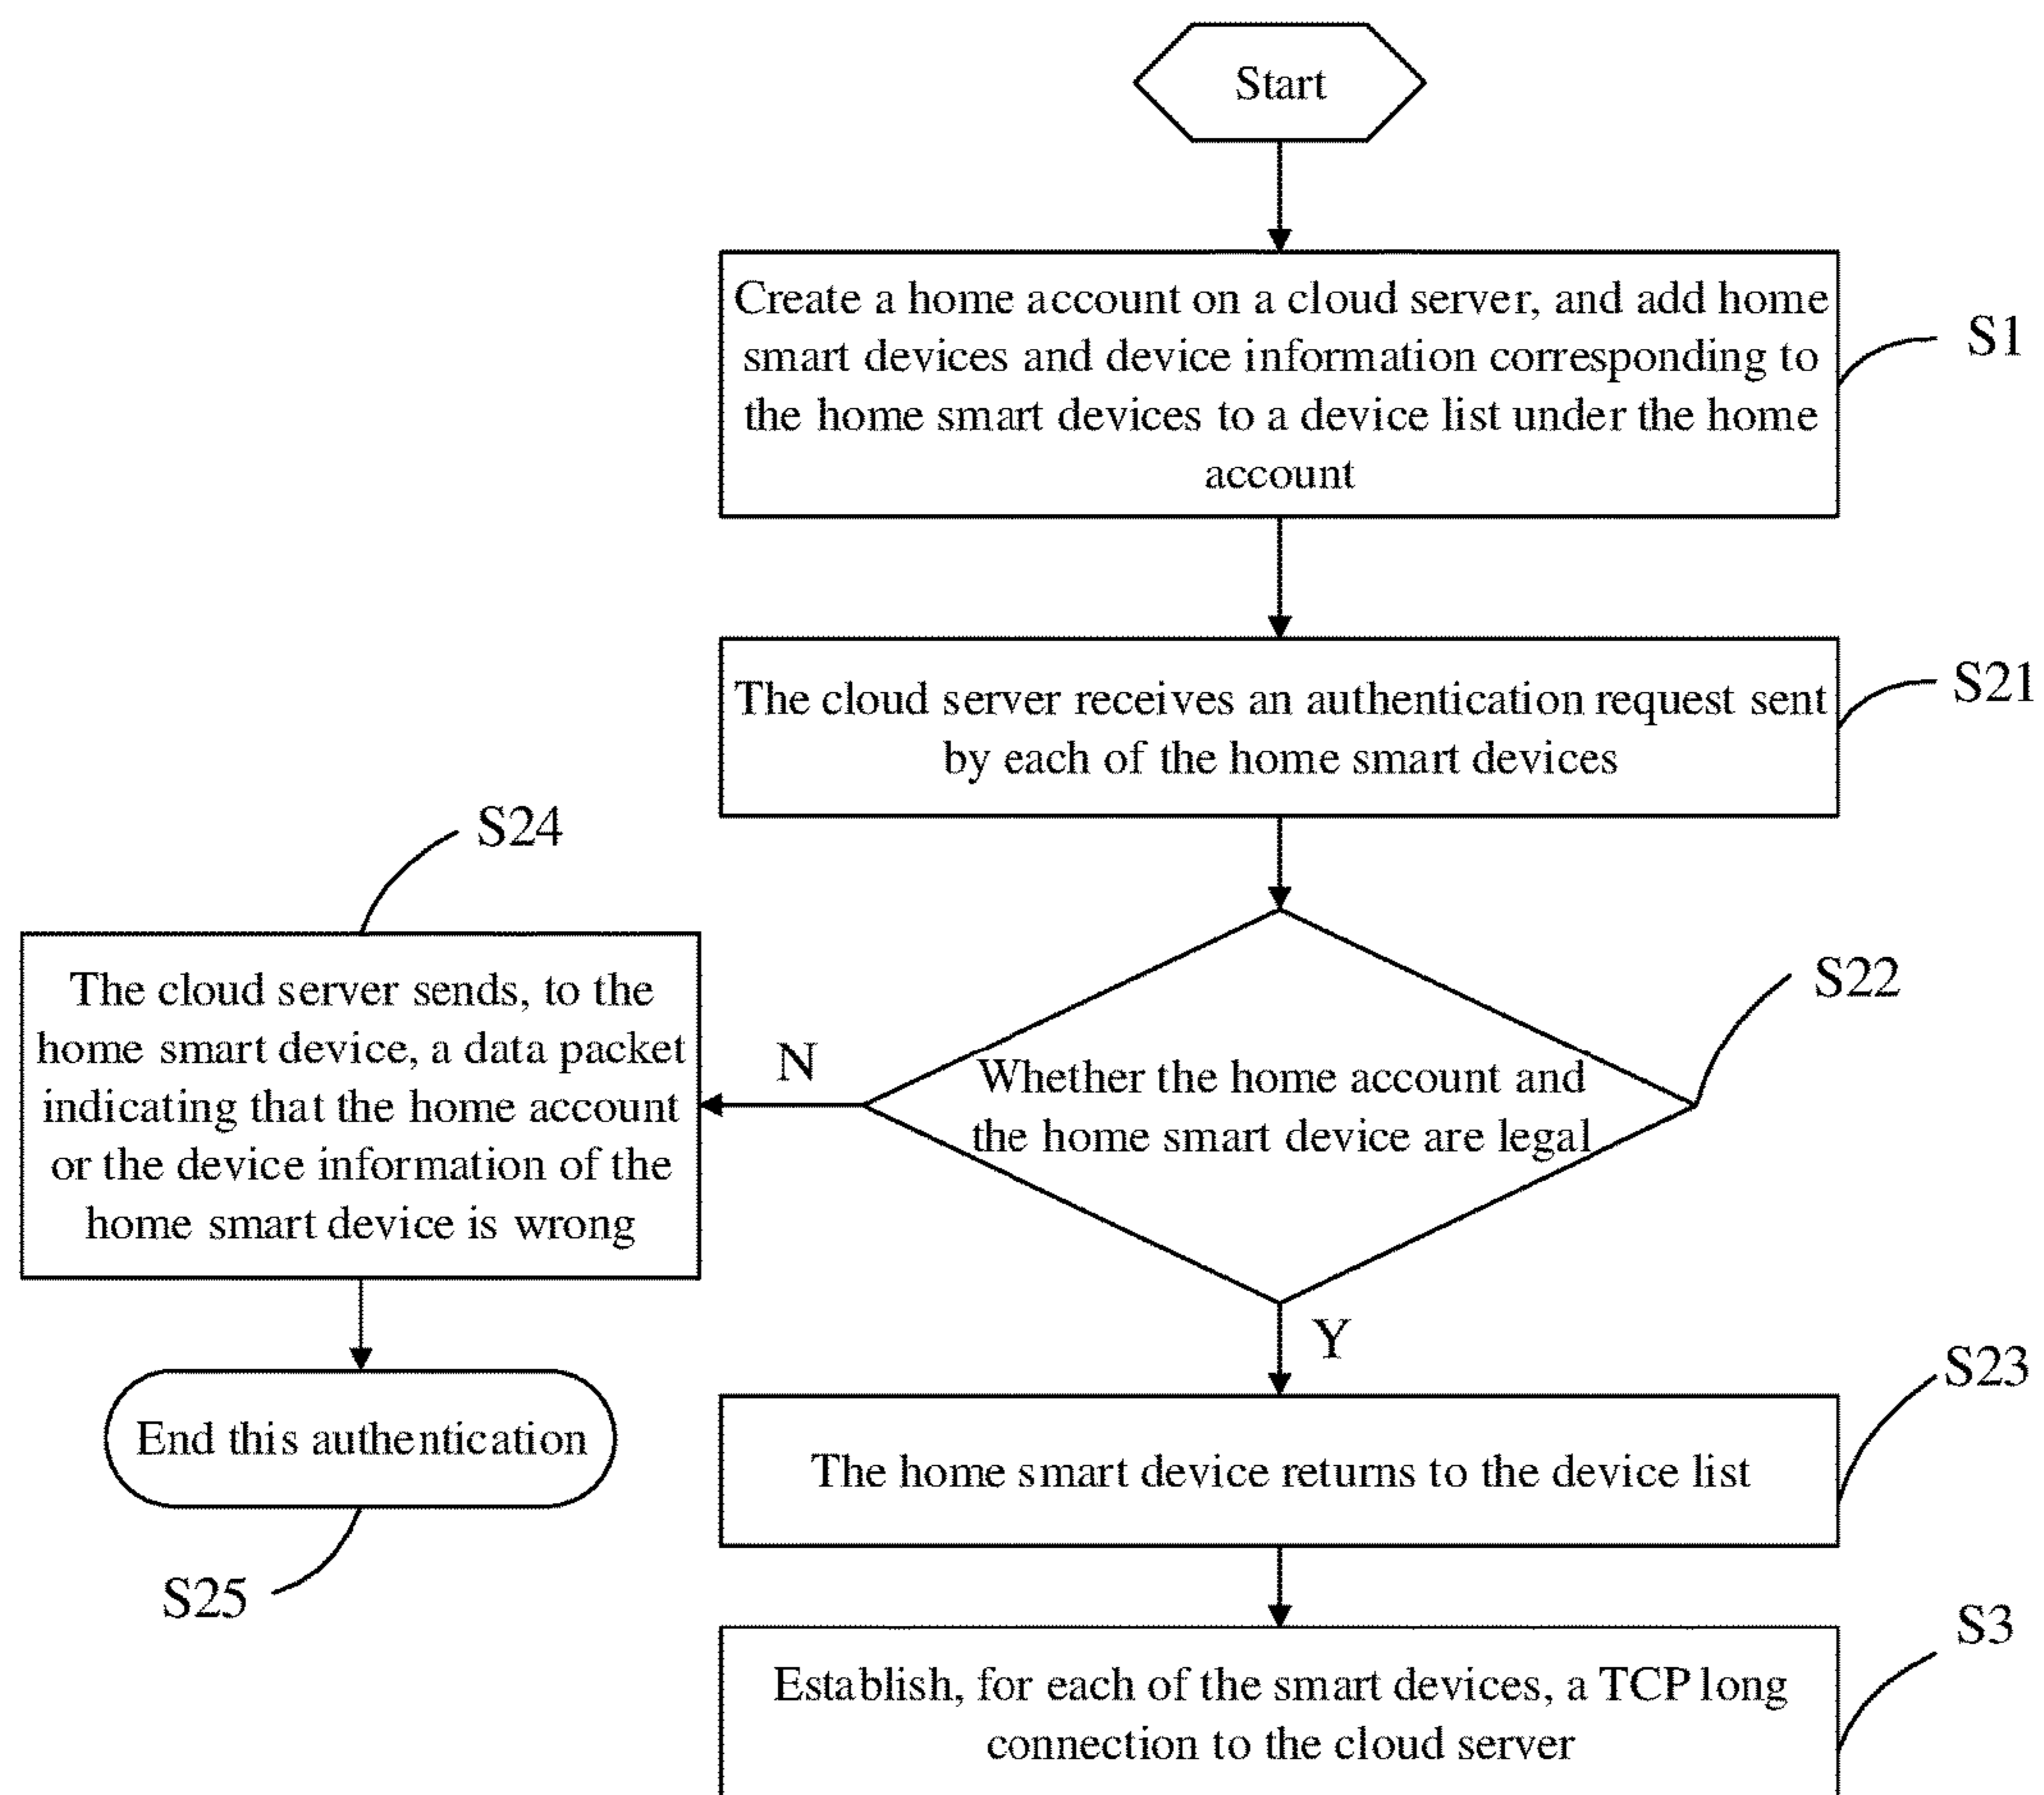 Start
Create a home account on a cloud server, and add home
smart devices and device information corresponding to
the home smart devices to a device list under the home
account
S1
The cloud server receives an authentication request sent
by each of the home smart devices
S21
S24
The cloud server sends, to the
home smart device, a data packet
indicating that the home account
or the device information of the
home smart device is wrong
N
Whether the home account and
the home smart device are legal
S22
Y
End this authentication
S25
The home smart device returns to the device list
S23
Establish, for each of the smart devices, a TCP long
connection to the cloud server
S3